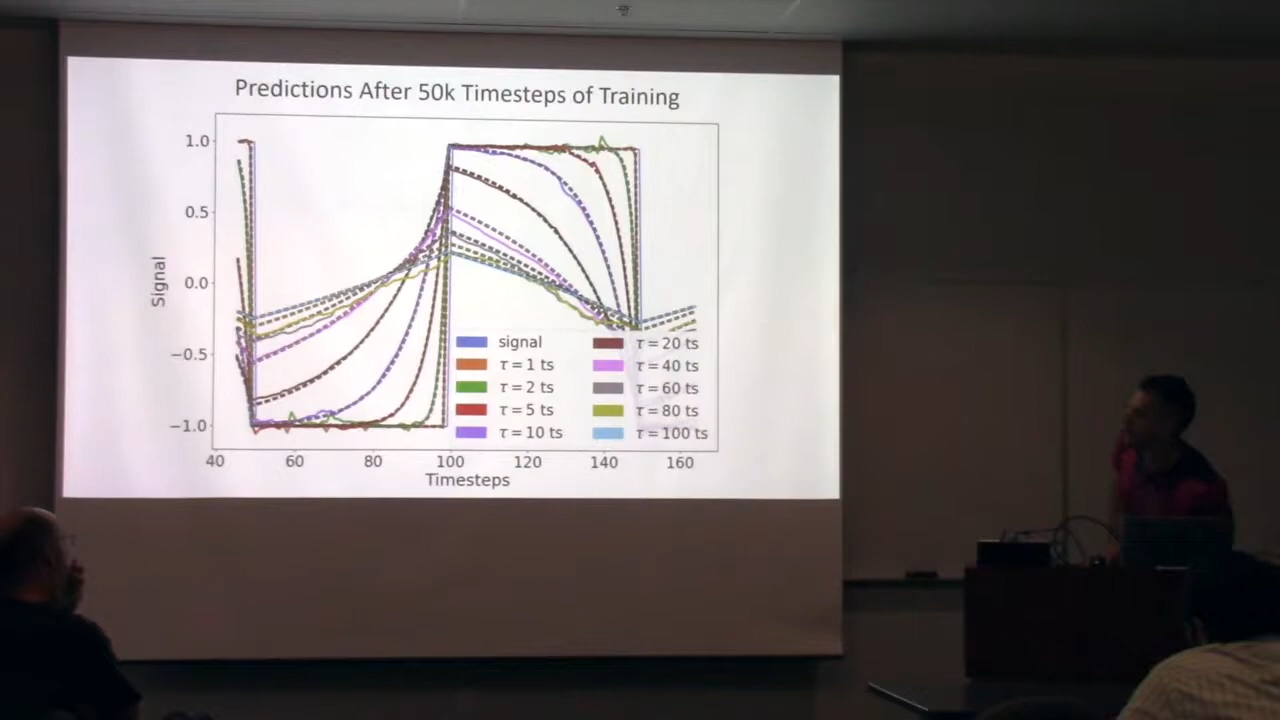 Predictions After 50k Timesteps of Training
1.0
0.5
0.0
−0.5
−1.0
Signal
signal
τ = 1 ts
τ = 2 ts
τ = 5 ts
τ = 10 ts
τ = 20 ts
τ = 40 ts
τ = 60 ts
τ = 80 ts
τ = 100 ts
40 60 80 100 120 140 160
Timesteps